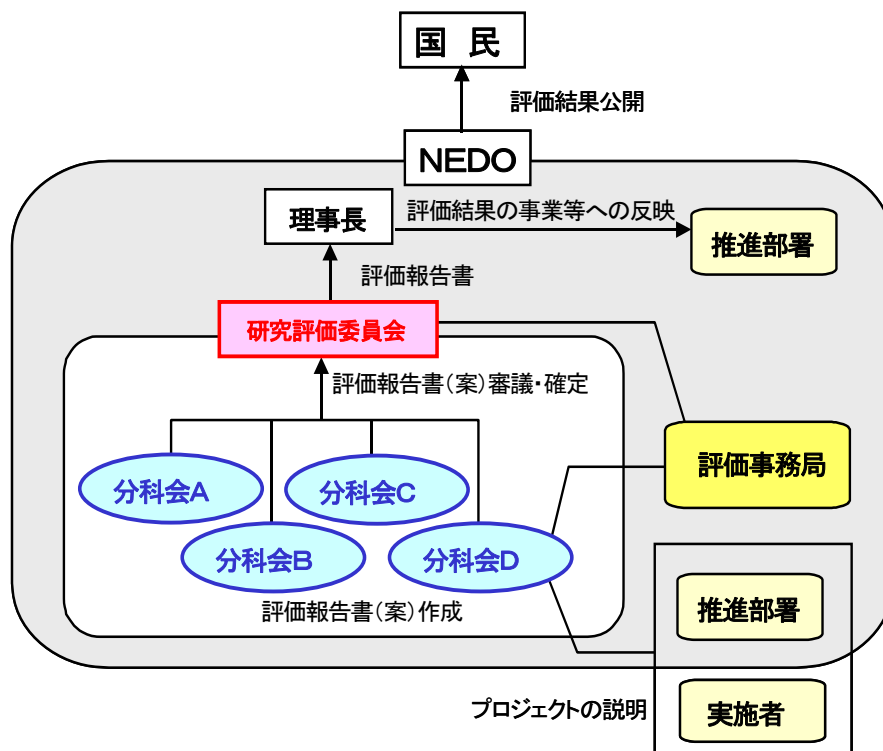 国 民
評価結果公開
NEDO
理事長
評価結果の事業等への反映
推進部署
評価報告書
研究評価委員会
評価報告書(案)審議・確定
評価事務局
分科会A
分科会C
分科会B
分科会D
評価報告書(案)作成
推進部署
プロジェクトの説明
実施者